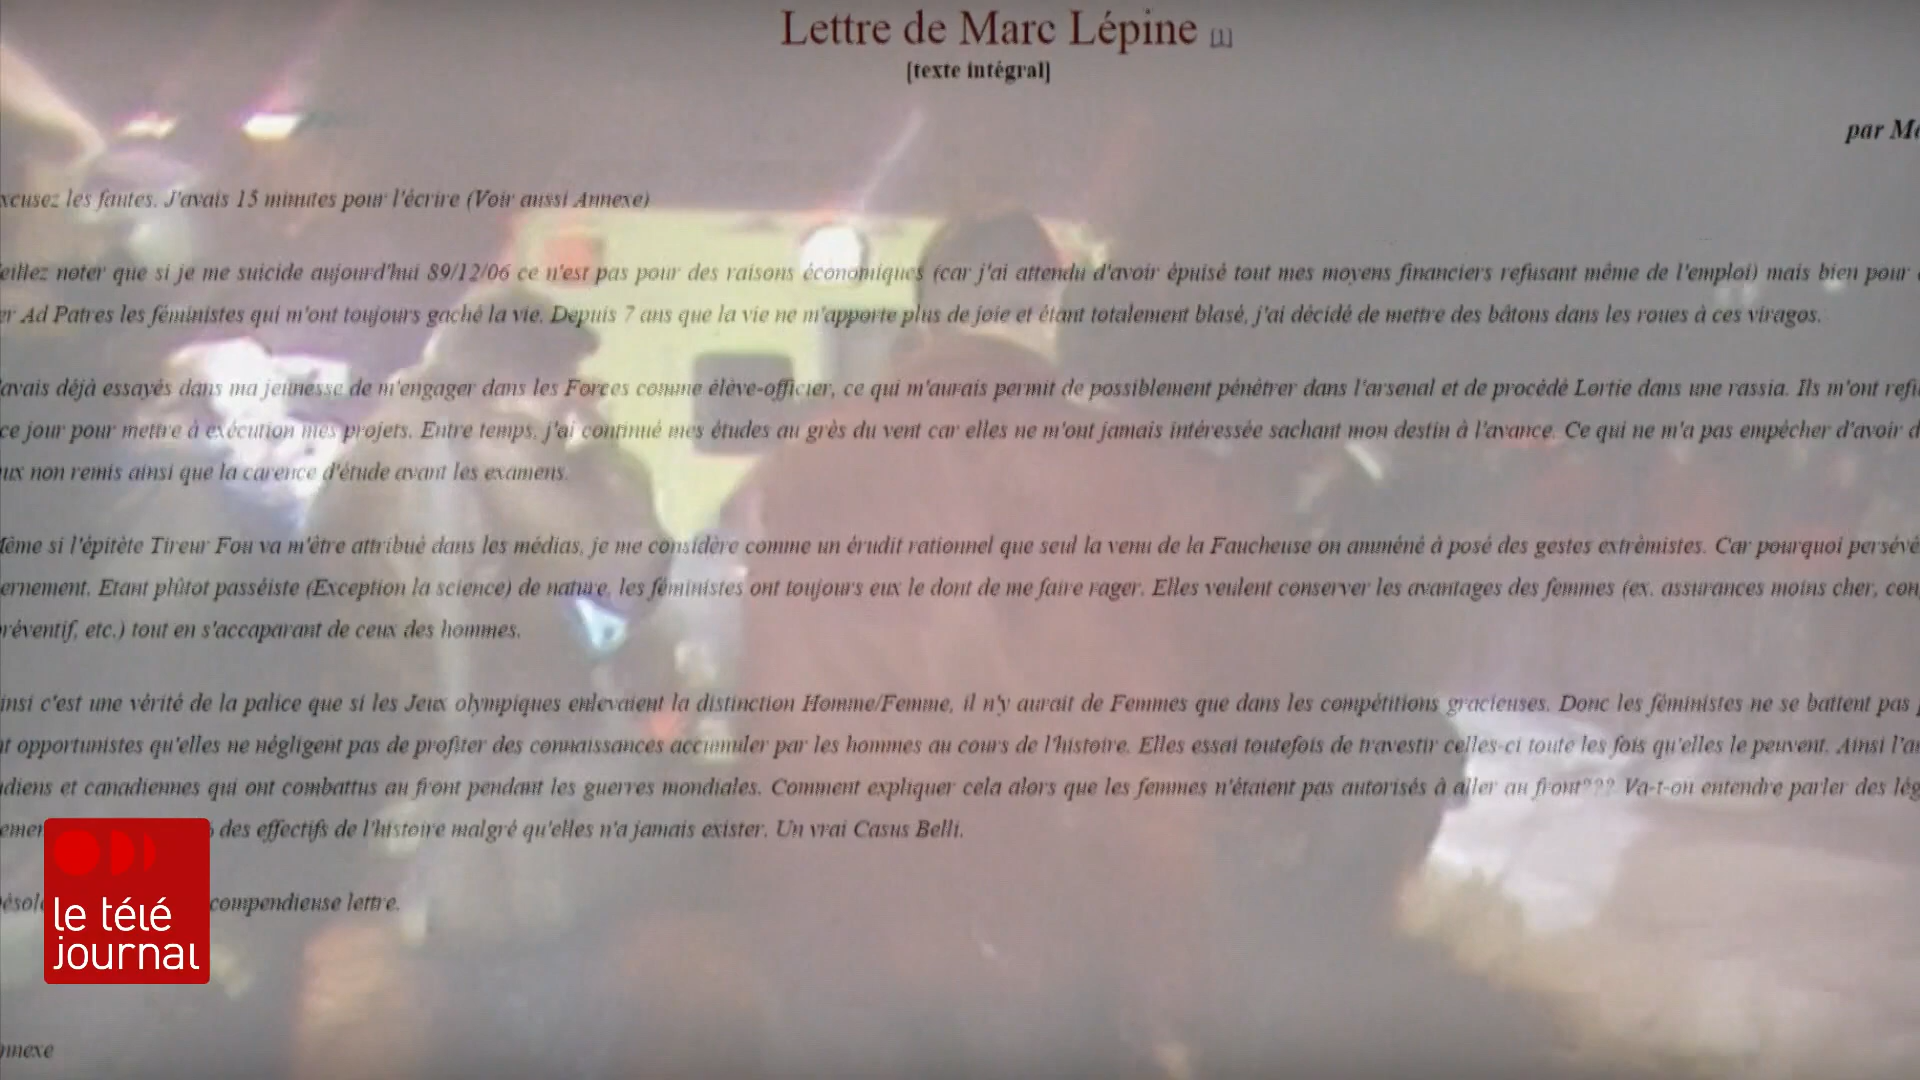 Lettre de Marc Lépine [1]
[texte intégral]
par
xcusez les fautes. J'avais 15 minutes pour l'écrire (Voir aussi Annexe)
eillez noter que si je me suicide aujourd'hui 89/12/06 ce n'est pas pour des raisons économiques (car j'ai attendu d'avoir épuisé tout mes moyens financiers refusant même de l'emploi) mais bien pour
er Ad Patres les féministes qui m'ont toujours gaché la vie. Depuis 7 ans que la vie ne m'apporte plus de joie et étant totalement blasé, j'ai décidé de mettre des bâtons dans les roues à ces viragos.
avais déjà essayés dans ma jeunesse de m'engager dans les Forces comme élève-officier, ce qui m'aurais permit de possiblement pénétrer dans l'arsenal et de procédé Lortie dans une rassia. Ils m'ont refu
ce jour pour mettre à exécution mes projets. Entre temps, j'ai continué mes études au grès du vent car elles ne m'ont jamais intéressée sachant mon destin à l'avance. Ce qui ne m'a pas empêcher d'avoir d
ux non remis ainsi que la carence d'étude avant les examens.
ême si l'épitète Tireur Fou va m'être attribué dans les médias, je me considère comme un érudit rationnel que seul la venu de la Faucheuse on amméné à posé des gestes extrémistes. Car pourquoi persévé
ernement. Etant plûtot passéiste (Exception la science) de nature, les féministes ont toujours eux le dont de me faire rager. Elles veulent conserver les avantages des femmes (ex. assurances moins cher, con
réventif, etc.) tout en s'accaparant de ceux des hommes.
insi c'est une vérité de la palice que si les Jeux olympiques enlevaient la distinction Homme/Femme, il n'y aurait de Femmes que dans les compétitions gracieuses. Donc les féministes ne se battent pas
t opportunistes qu'elles ne négligent pas de profiter des connaissances accumuler par les hommes au cours de l'histoire. Elles essai toutefois de travestir celles-ci toute les fois qu'elles le peuvent. Ainsi l'a
diens et canadiennes qui ont combattus au front pendant les guerres mondiales. Comment expliquer cela alors que les femmes n'étaient pas autorisés à aller au front??? Va-t-on entendre parler des lég
emen des effectifs de l'histoire malgré qu'elles n'a jamais exister. Un vrai Casus Belli.
ésol compendieuse lettre.
le télé
journal
nnexe